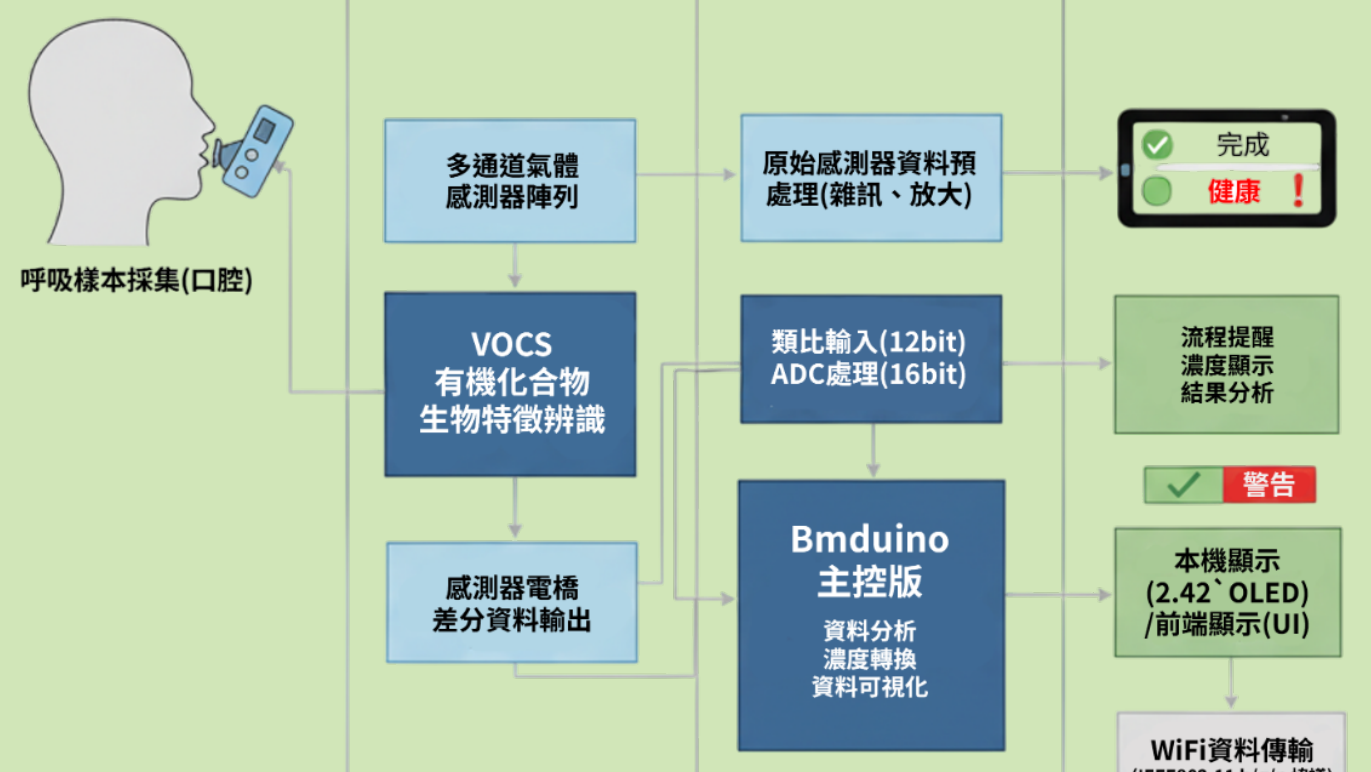 呼吸樣本採集(口腔)
多通道氣體
感測器陣列
VOCS
有機化合物
生物特徵辨識
感測器電橋
差分資料輸出
原始感測器資料預
處理(雜訊、放大)
類比輸入(12bit)
ADC處理(16bit)
Bmduino
主控版
資料分析
濃度轉換
資料可視化
完成
健康
流程提醒
濃度顯示
結果分析
警告
本機顯示
(2.42`OLED)
/前端顯示(UI)
WiFi資料傳輸